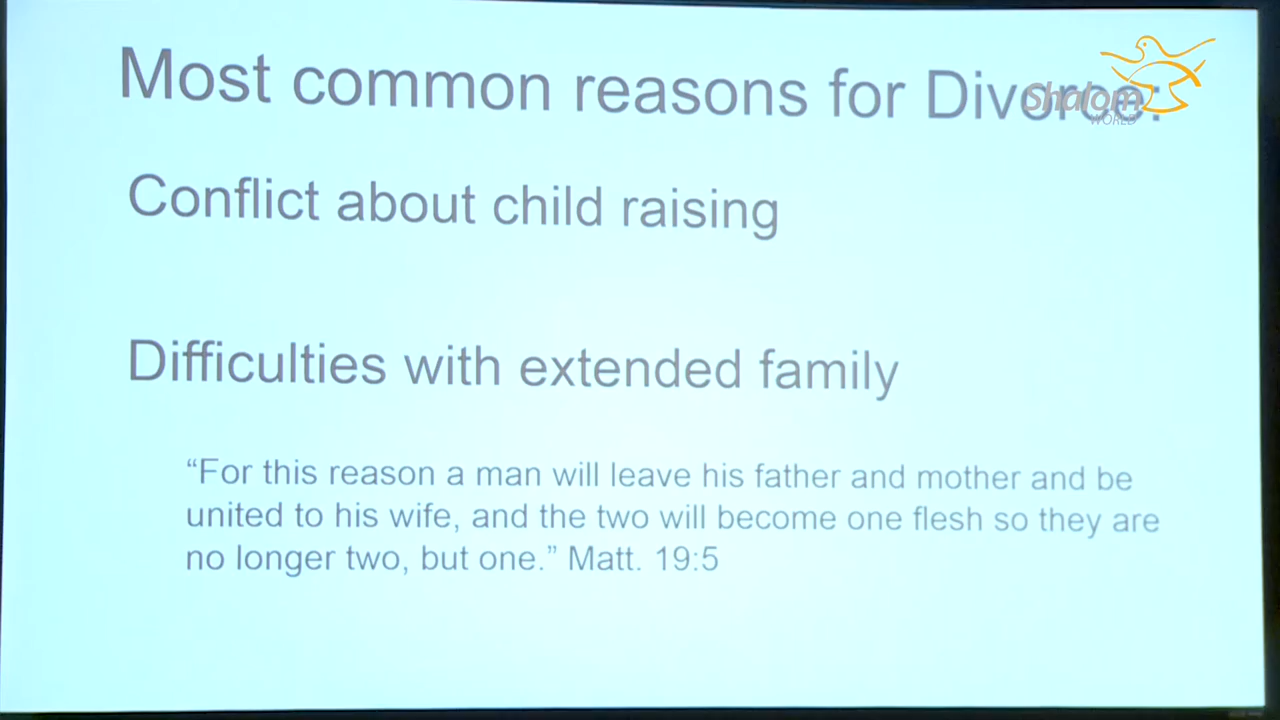 Most common reasons for Divorce:
Shalom
WORLD
Conflict about child raising
Difficulties with extended family
“For this reason a man will leave his father and mother and be
united to his wife, and the two will become one flesh so they are
no longer two, but one.” Matt. 19:5